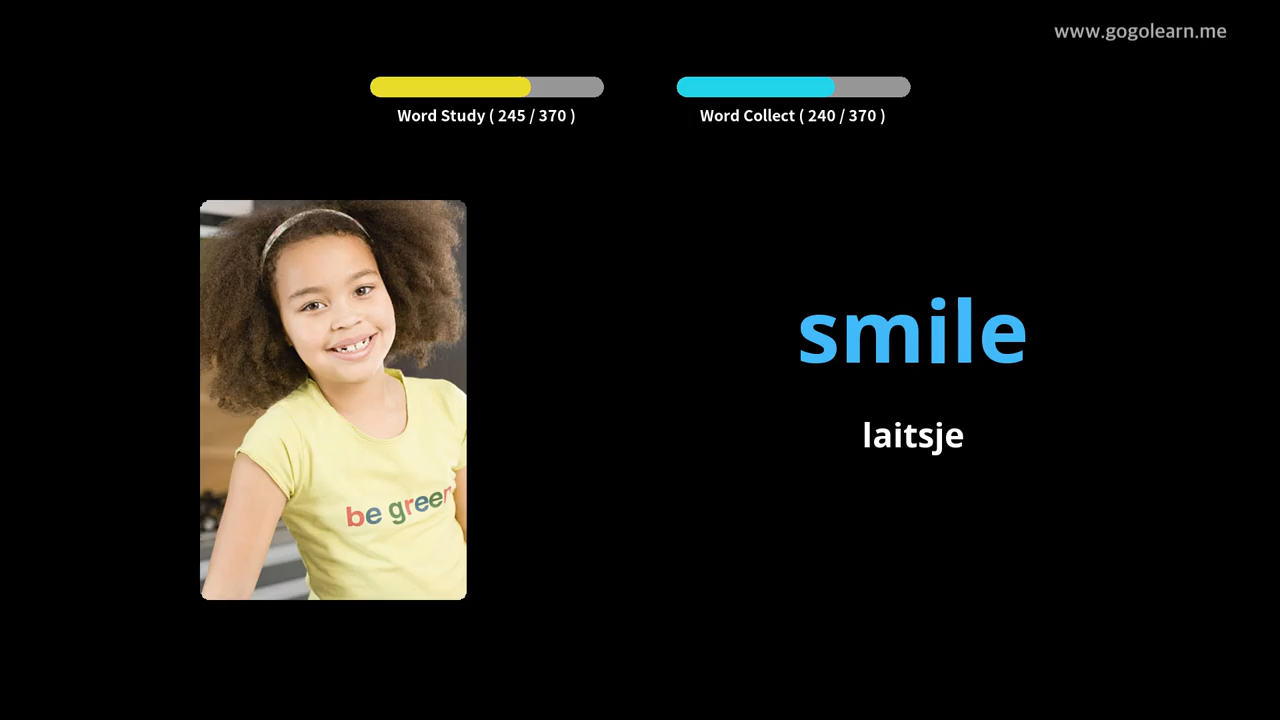 www.gogolearn.me
Word Study ( 245 / 370 )
Word Collect ( 240 / 370 )
smile
laitsje
be green